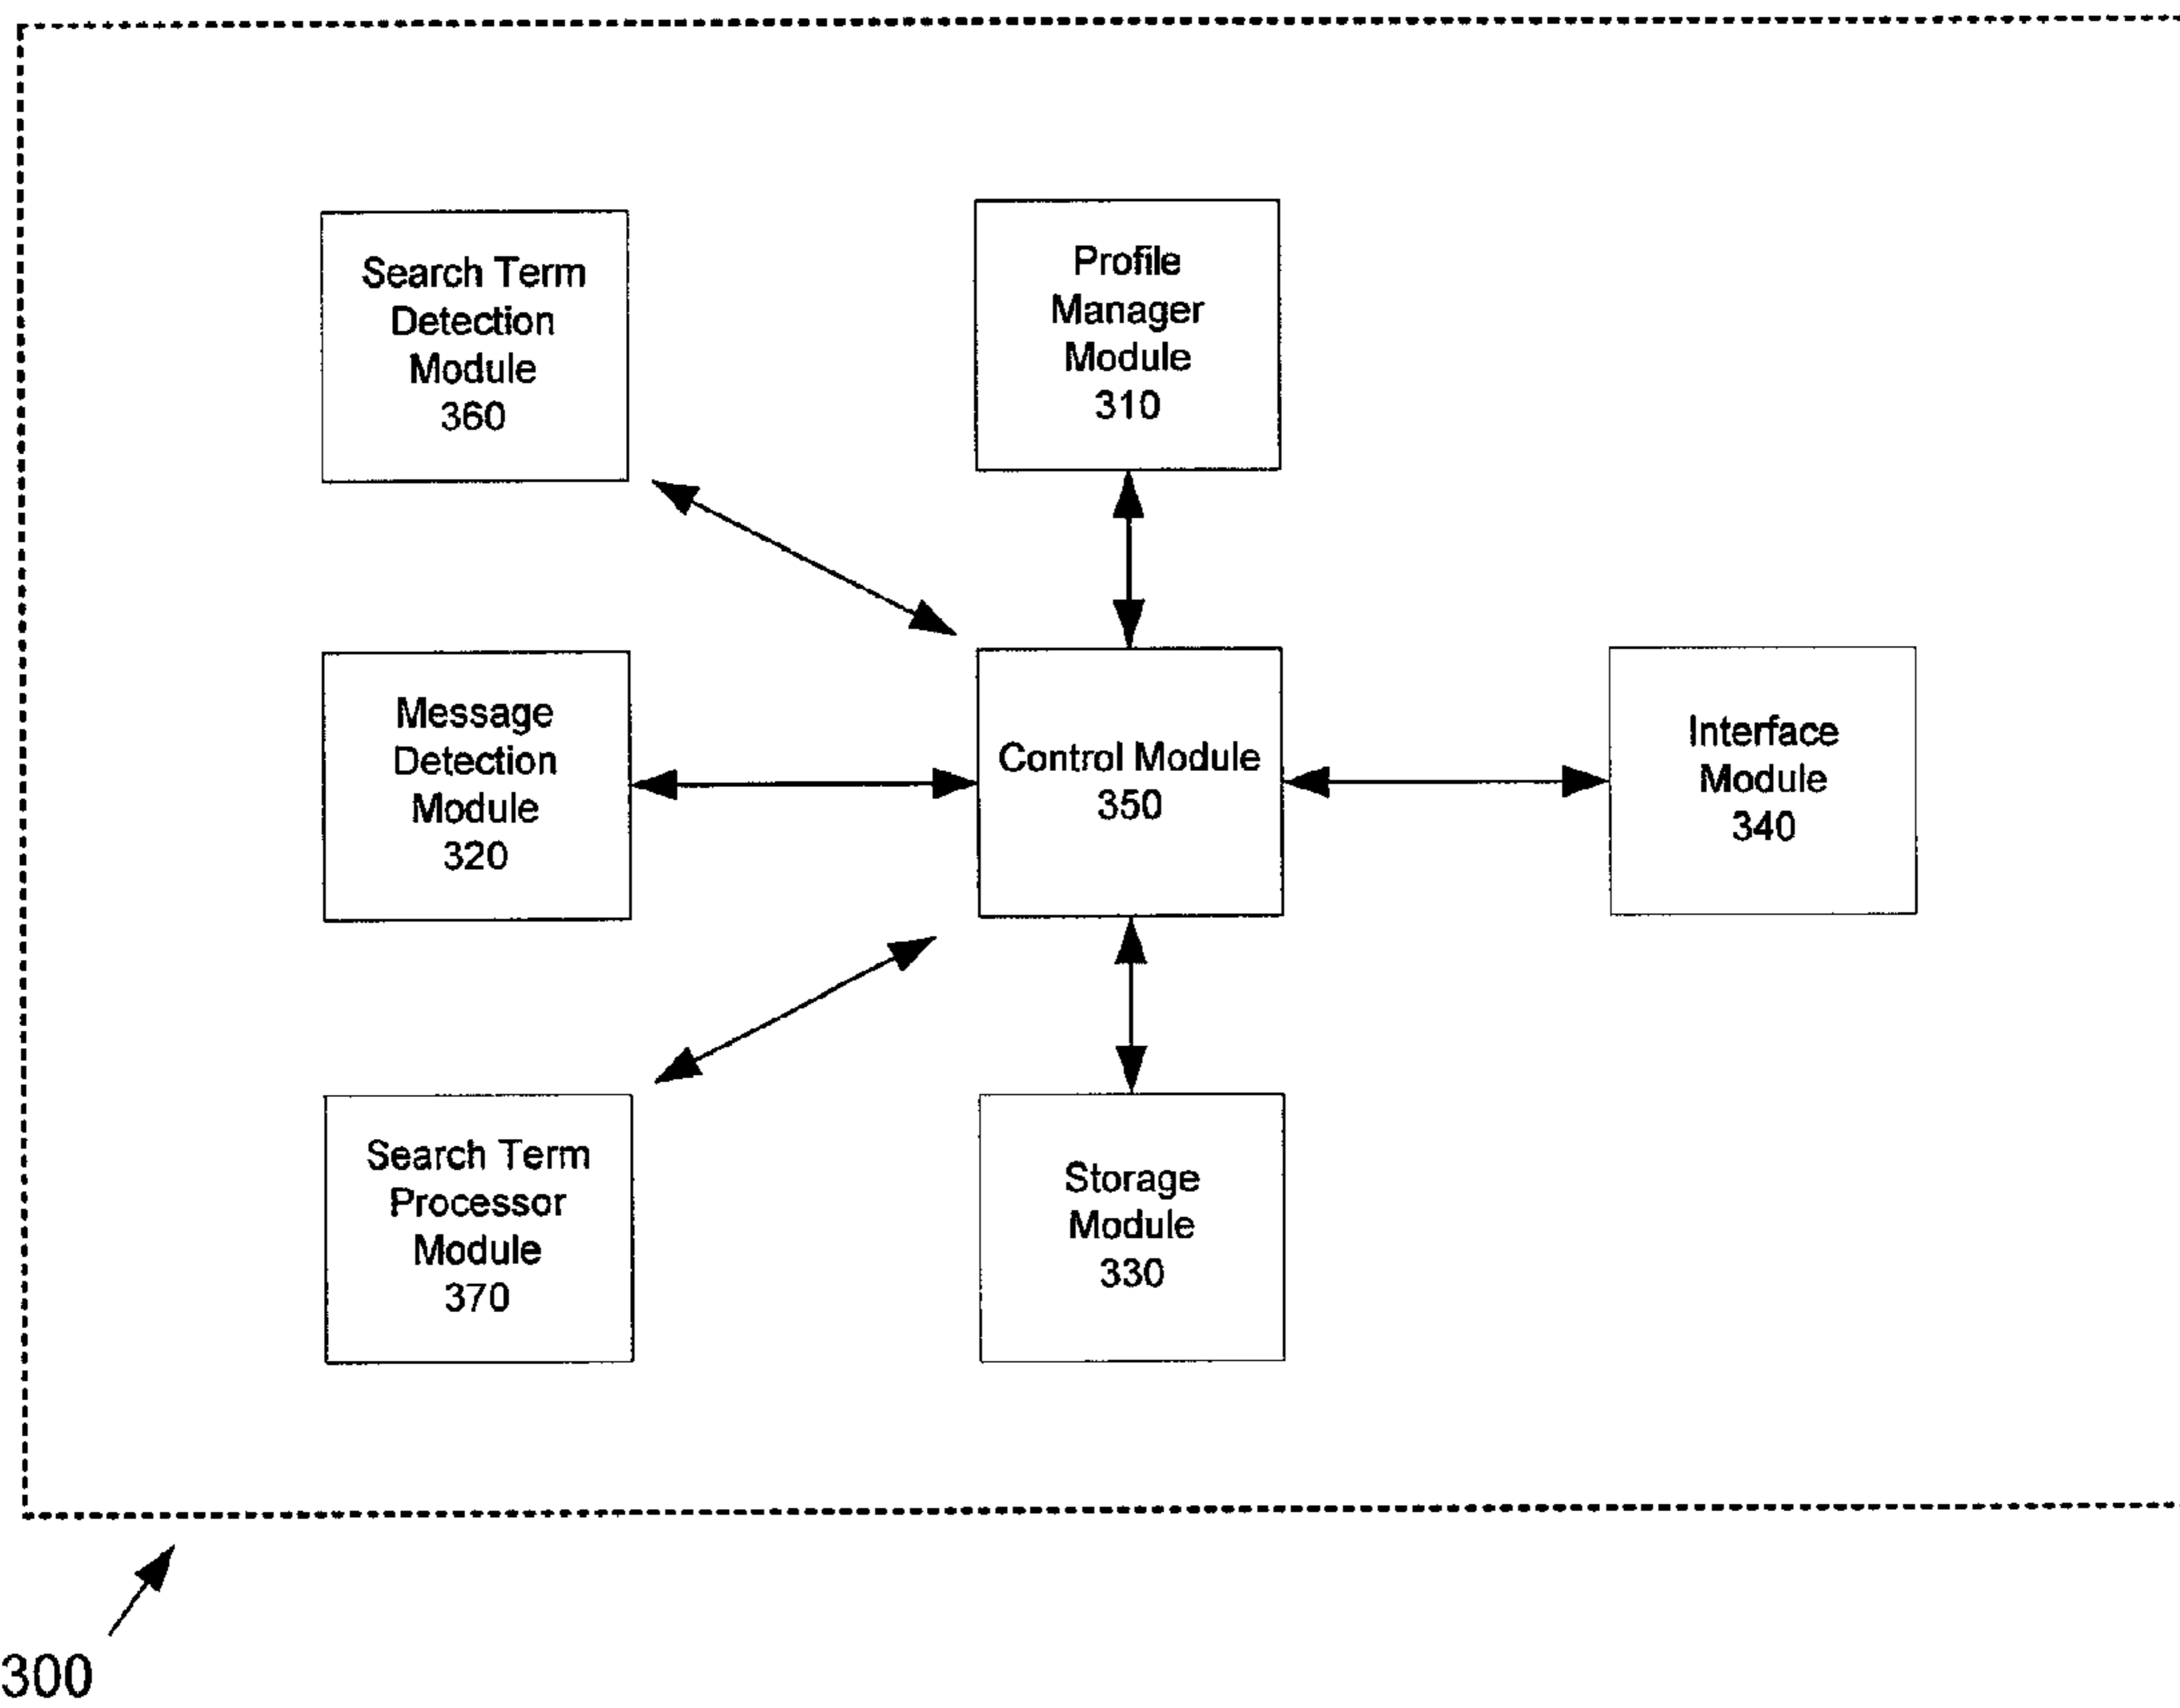 Search Term
Detection
Module
360
Profile
Manager
Module
310
Message
Detection
Module
320
Control Module
350
Interface
Module
340
Search Term
Processor
Module
370
Storage
Module
330
300